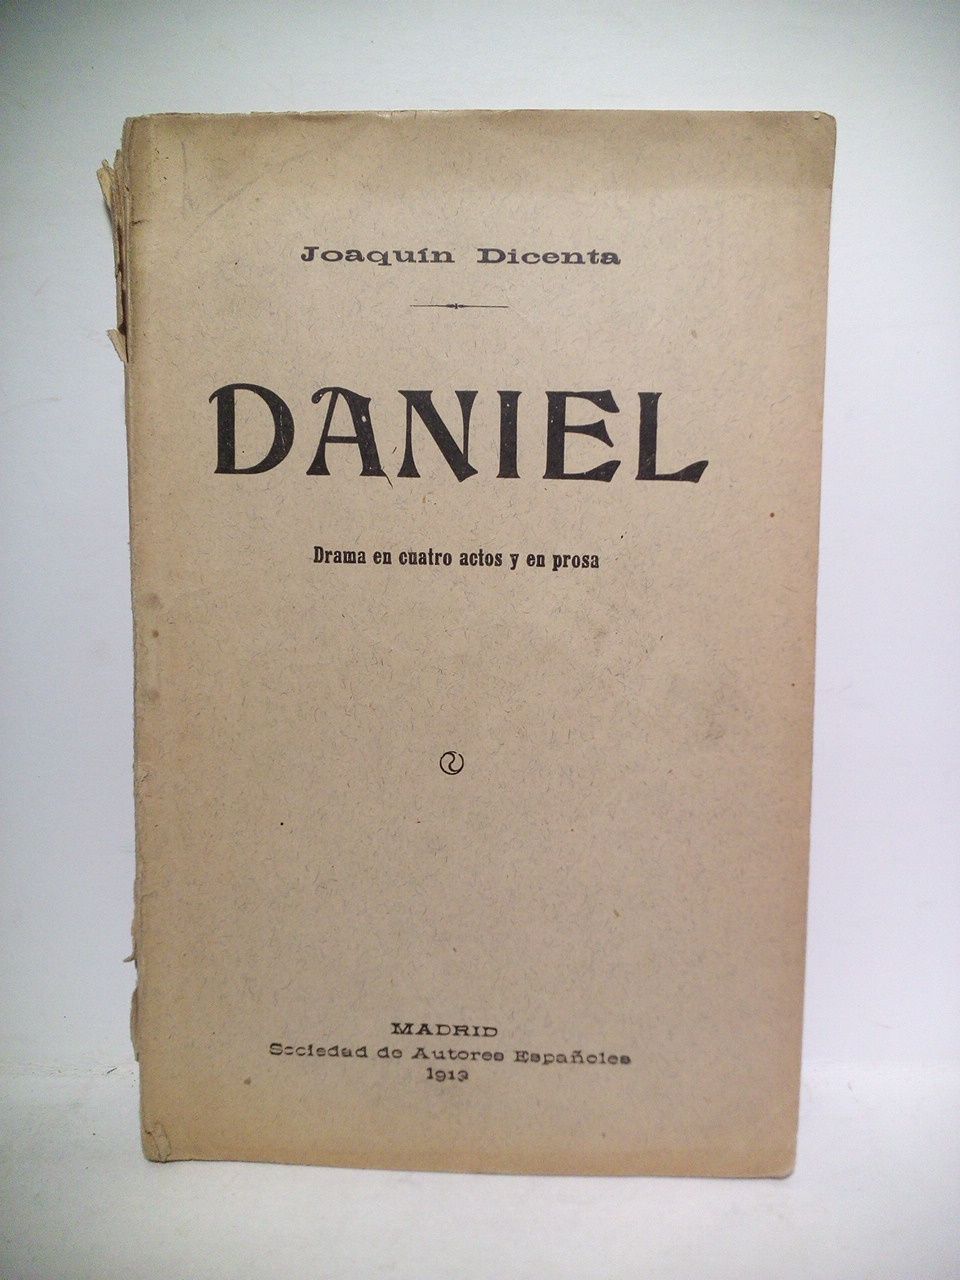 Joaquín Dicenta
DANIEL
Drama en cuatro actos y en prosa
MADRID
Sociedad de Autores Españoles
1913